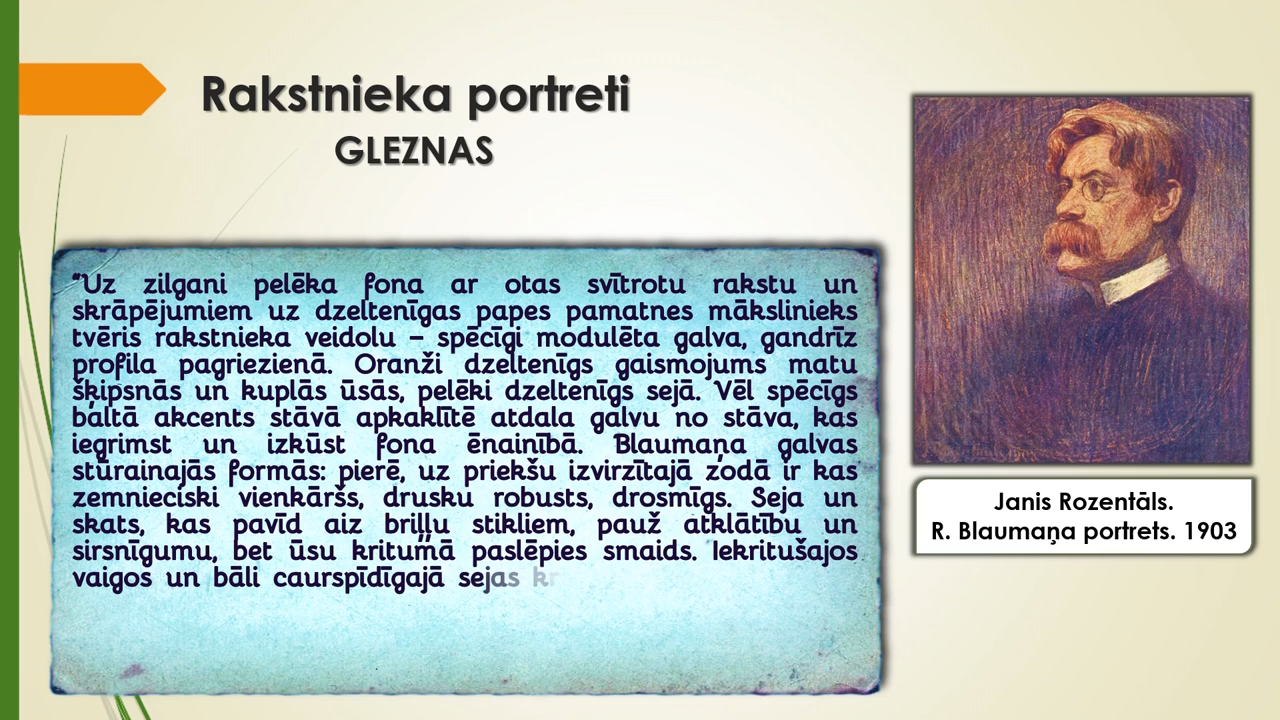 Rakstnieka portreti
GLEZNAS
“Uz zilgani pelēka fona ar otas svītrotu rakstu un
skrāpējumiem uz dzeltenīgas papes pamatnes mākslinieks
tvēris rakstnieka veidolu – spēcīgi modulēta galva, gandrīz
profila pagriezienā. Oranži dzeltenīgs gaismojums matu
šķipsnās un kuplās ūsās, pelēki dzeltenīgs sejā. Vēl spēcīgs
baltā akcents stāvā apkaklītē atdala galvu no stāva, kas
iegrimst un izkūst fona ēnainībā. Blaumaņa galvas
stūrainajās formās: pierē, uz priekšu izvirzītajā zodā ir kas
zemnieciski vienkāršs, drusku robusts, drosmīgs. Seja un
skats, kas pavīd aiz briļļu stikliem, pauž atklātību un
sirsnīgumu, bet ūsu kritumā paslēpies smaids. Iekritušajos
vaigos un bāli caurspīdīgajā sejas
Janis Rozentāls.
R. Blaumaņa portrets. 1903